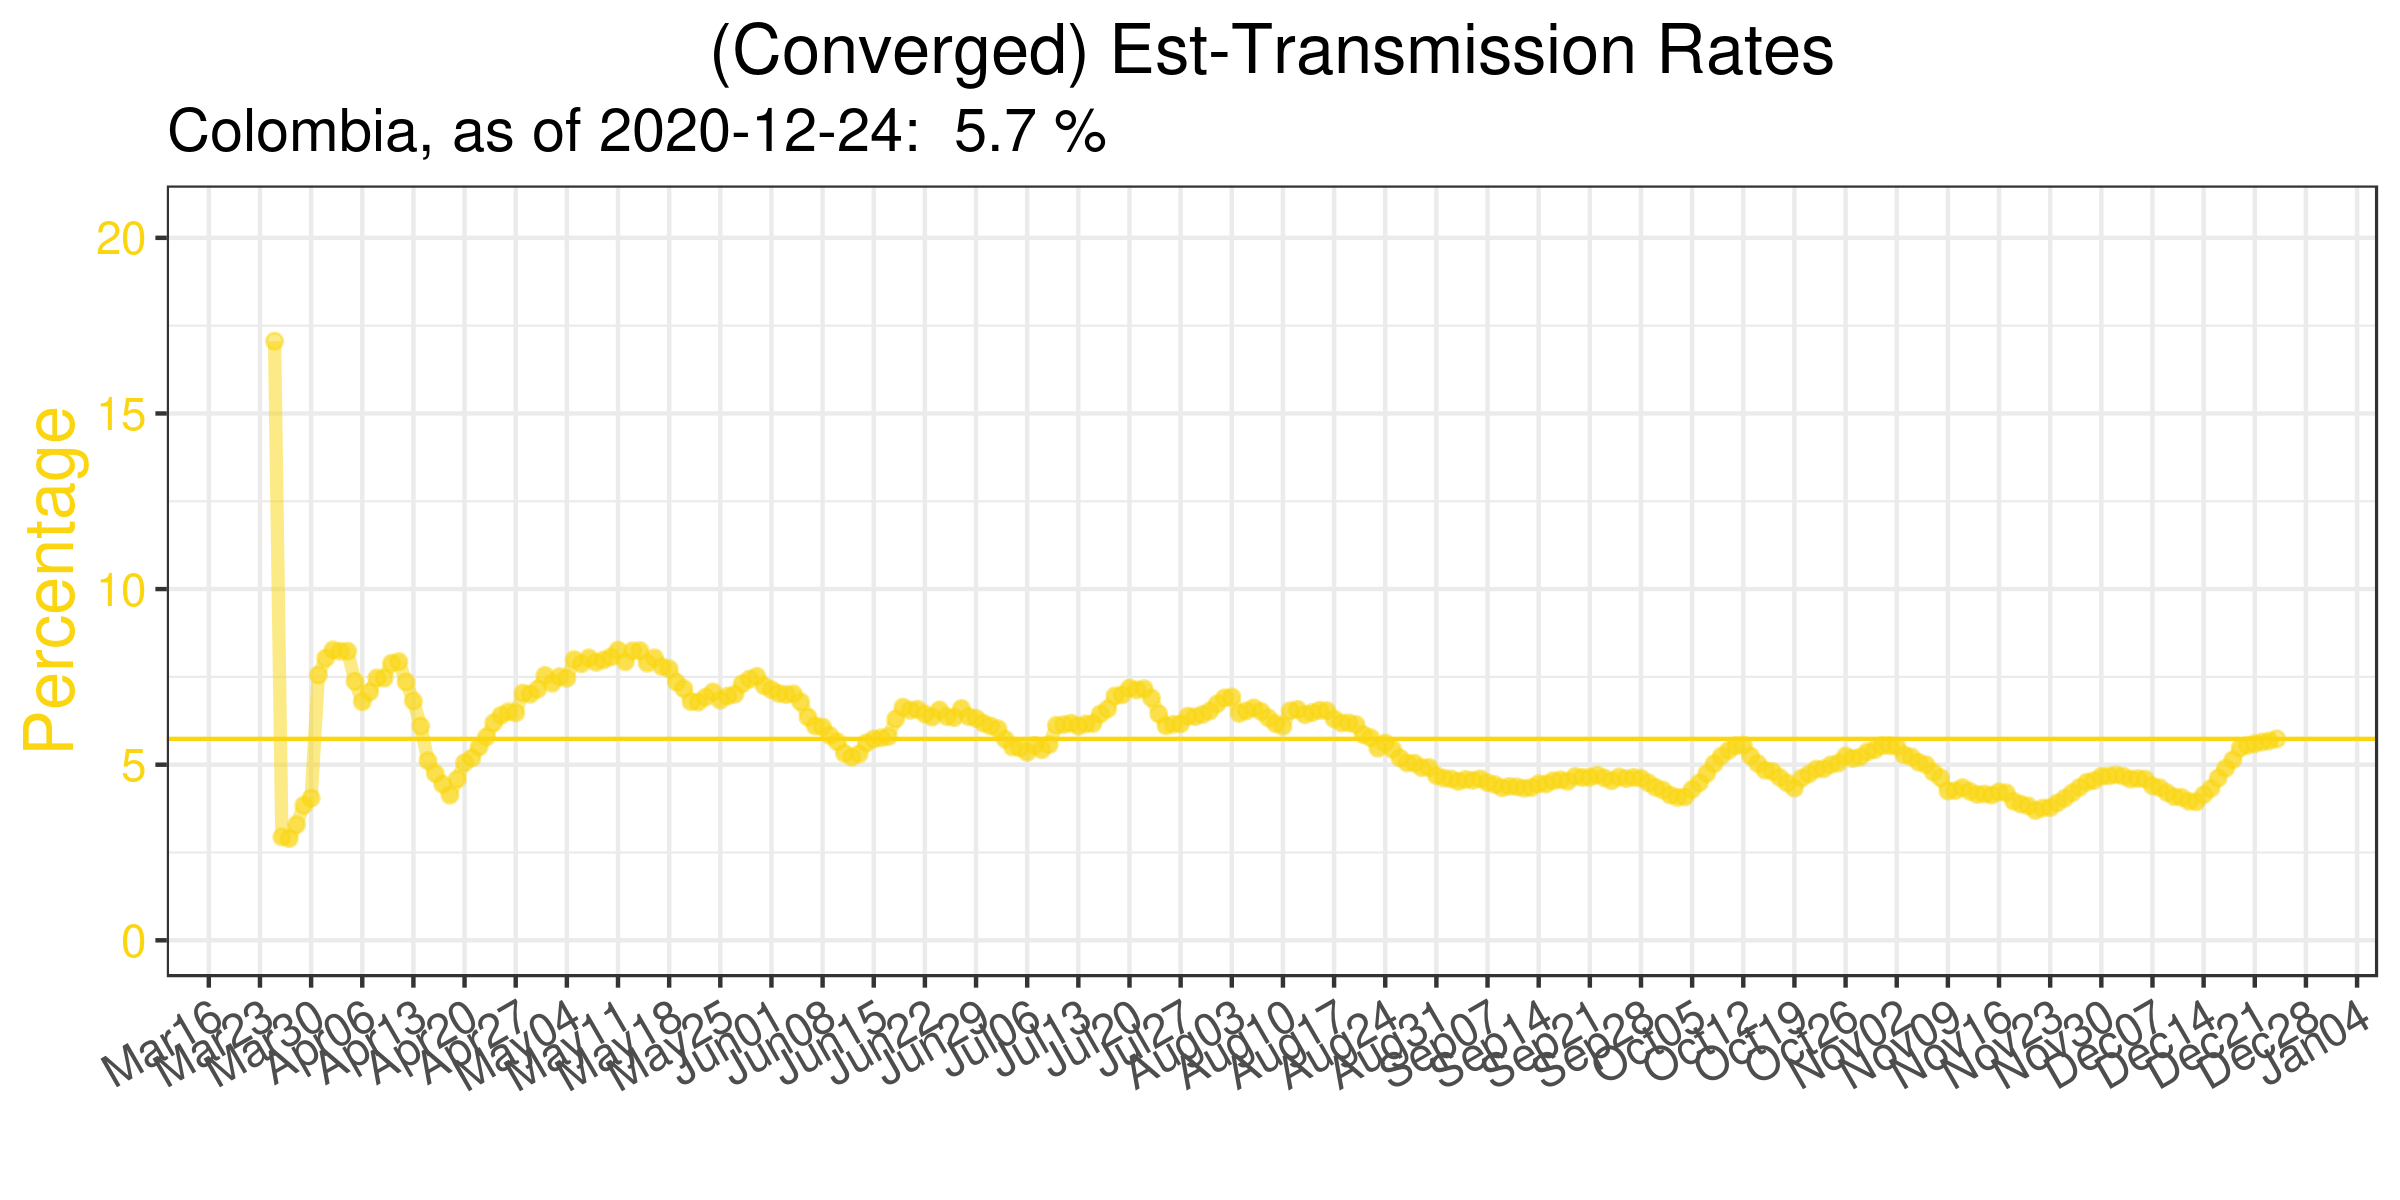 (Converged) Est-Transmission Rates
Colombia, as of 2020-12-24:  5.7 %
Percentage
20
15
10
5
0
Mar16
Mar23
Mar30
Apr06
Apr13
Apr20
Apr27
May04
May11
May18
May25
Jun01
Jun08
Jun15
Jun22
Jun29
Jul06
Jul13
Jul20
Jul27
Aug03
Aug10
Aug17
Aug24
Aug31
Sep07
Sep14
Sep21
Sep28
Oct05
Oct12
Oct19
Oct26
Nov02
Nov09
Nov16
Nov23
Nov30
Dec07
Dec14
Dec21
Dec28
Jan04